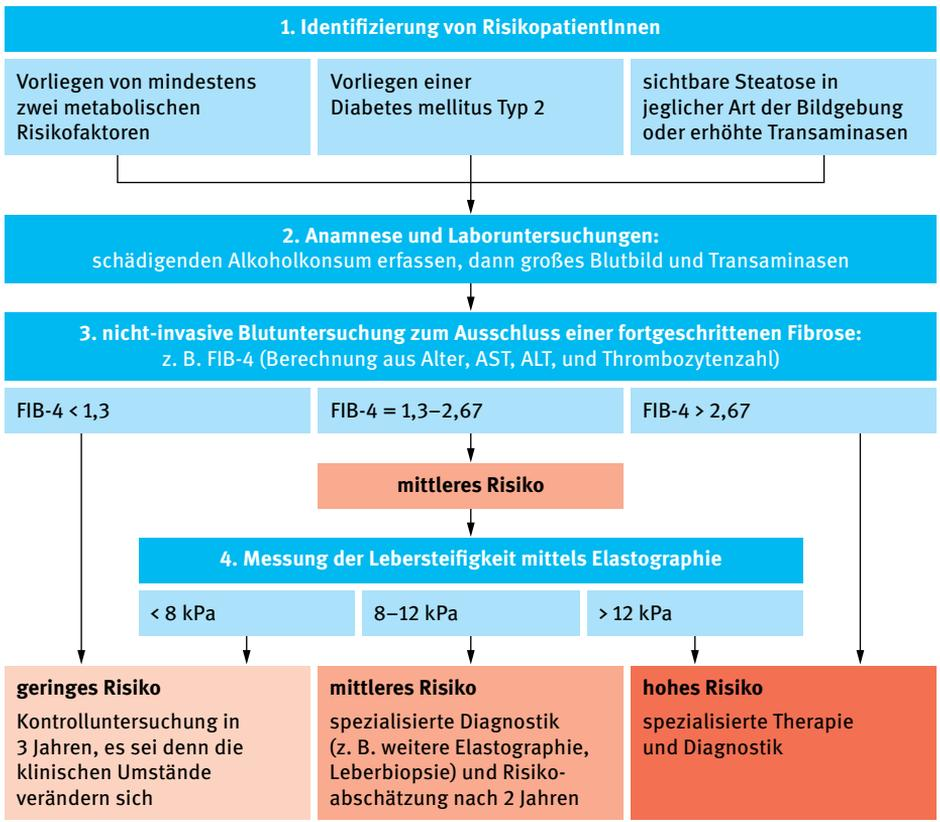 1. Identifizierung von RisikopatientInnen
Vorliegen von mindestens
zwei metabolischen
Risikofaktoren
Vorliegen einer
Diabetes mellitus Typ 2
sichtbare Steatose in
jeglicher Art der Bildgebung
oder erhöhte Transaminasen
2. Anamnese und Laboruntersuchungen:
schädigenden Alkoholkonsum erfassen, dann großes Blutbild und Transaminasen
3. nicht-invasive Blutuntersuchung zum Ausschluss einer fortgeschrittenen Fibrose:
z. B. FIB-4 (Berechnung aus Alter, AST, ALT, und Thrombozytenzahl)
FIB-4 < 1,3
FIB-4 = 1,3–2,67
FIB-4 > 2,67
mittleres Risiko
4. Messung der Lebersteifigkeit mittels Elastographie
< 8 kPa
8–12 kPa
> 12 kPa
geringes Risiko
Kontrolluntersuchung in
3 Jahren, es sei denn die
klinischen Umstände
verändern sich
mittleres Risiko
spezialisierte Diagnostik
(z. B. weitere Elastographie,
Leberbiopsie) und Risiko-
abschätzung nach 2 Jahren
hohes Risiko
spezialisierte Therapie
und Diagnostik